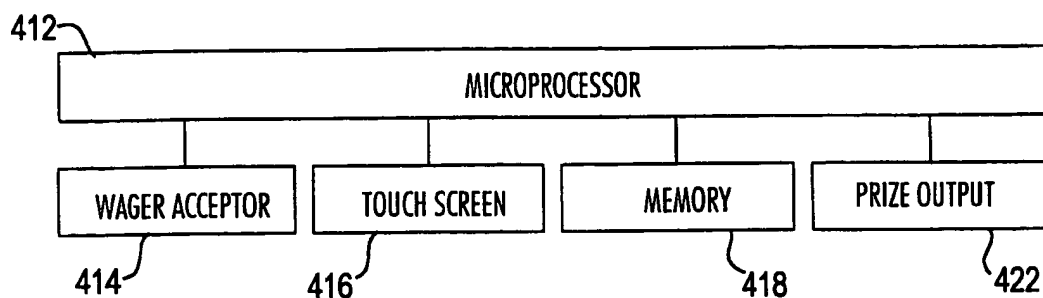 412
MICROPROCESSOR
WAGER ACCEPTOR
TOUCH SCREEN
MEMORY
PRIZE OUTPUT
414
416
418
422